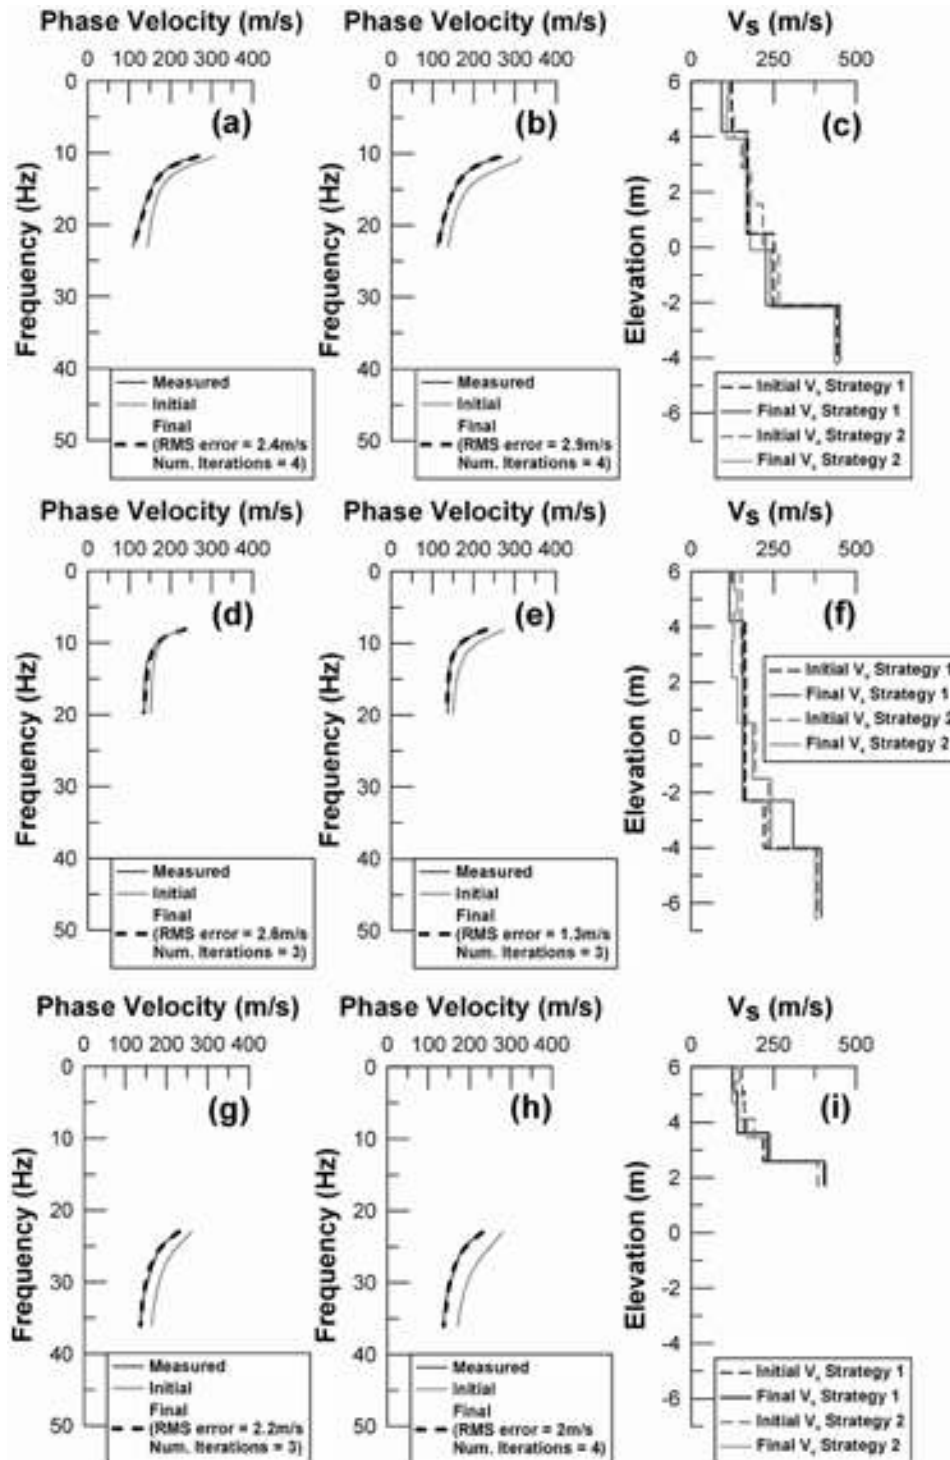 Phase Velocity (m/s)
0 100 200 300 400
0
10
20
30
40
50
Frequency (Hz)
(a)
Measured
Initial
Final
(RMS error = 2.4m/s
Num. Iterions = 4)
Phase Velocity (m/s)
0 100 200 300 400
0
10
20
30
40
50
Frequency (Hz)
(b)
Measured
Initial
Final
(RMS error = 2.9m/s
Num. Iterions = 4)
Vs (m/s)
0 250 500
6
4
2
0
-2
-4
-6
Elevation (m)
(c)
Initial Vs Strategy 1
Final Vs Strategy 1
Initial Vs Strategy 2
Final Vs Strategy 2
Phase Velocity (m/s)
0 100 200 300 400
0
10
20
30
40
50
Frequency (Hz)
(d)
Measured
Initial
Final
(RMS error = 2.6m/s
Num. Iterions = 3)
Phase Velocity (m/s)
0 100 200 300 400
0
10
20
30
40
50
Frequency (Hz)
(e)
Measured
Initial
Final
(RMS error = 1.3m/s
Num. Iterions = 3)
Vs (m/s)
0 250 500
6
4
2
0
-2
-4
-6
Elevation (m)
(f)
Initial Vs Strategy 1
Final Vs Strategy 1
Initial Vs Strategy 2
Final Vs Strategy 2
Phase Velocity (m/s)
0 100 200 300 400
0
10
20
30
40
50
Frequency (Hz)
(g)
Measured
Initial
Final
(RMS error = 2.2m/s
Num. Iterions = 3)
Phase Velocity (m/s)
0 100 200 300 400
0
10
20
30
40
50
Frequency (Hz)
(h)
Measured
Initial
Final
(RMS error = 2m/s
Num. Iterions = 4)
Vs (m/s)
0 250 500
6
4
2
0
-2
-4
-6
Elevation (m)
(i)
Initial Vs Strategy 1
Final Vs Strategy 1
Initial Vs Strategy 2
Final Vs Strategy 2